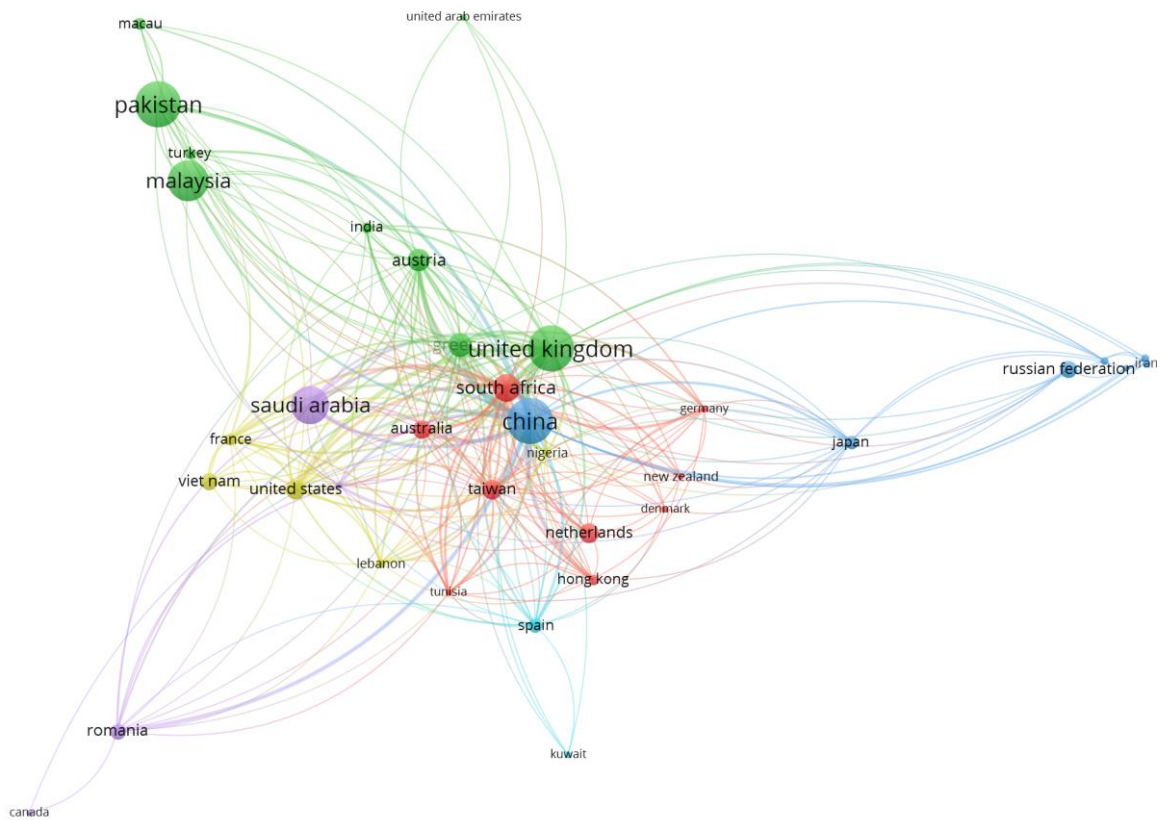 united arab emirates
macau
pakistan
turkey
malaysia
india
austria
united kingdom
russian federation
iran
south africa
saudi arabia
germany
china
australia
france
japan
nigeria
new zealand
viet nam
united states
taiwan
denmark
netherlands
lebanon
hong kong
tunisia
spain
romania
kuwait
canada